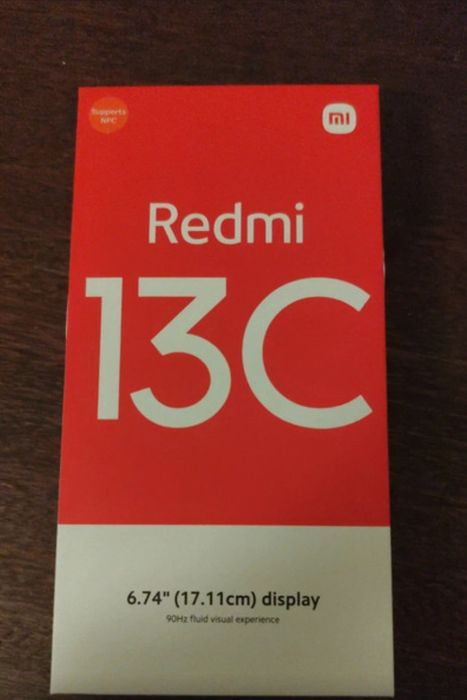 Supports
NFC
mi
Redmi
13C
6.74" (17.11cm) display
90Hz fluid visual experience